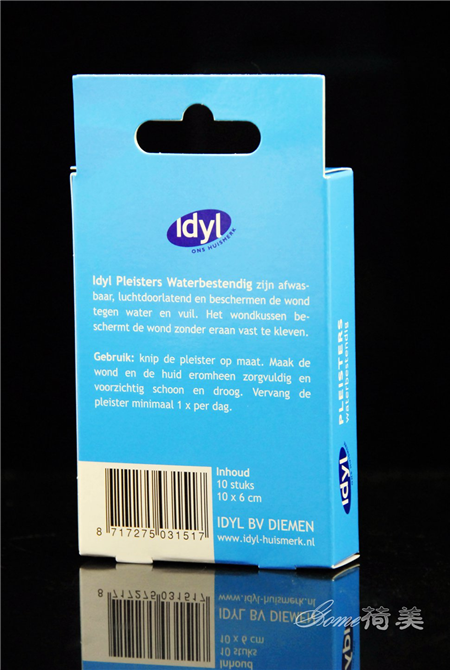 Idyl
ONS HUISMERK
Idyl Pleisters Waterbestendig zijn afwas-
baar, luchtdoorlatend en beschermen de wond
tegen water en vuil. Het wondkussen be-
schermt de wond zonder eraan vast te kleven.
Gebruik: knip de pleister op maat. Maak de
wond en de huid eromheen zorgvuldig en
voorzichtig schoon en droog. Vervang de
pleister minimaal 1 x per dag.
Inhoud
10 stuks
10 x 6 cm
IDYL BV DIEMEN
www.idyl-huismerk.nl
8 717275 031517
PLEISTERS
waterbestendig
Idyl
Gome荷美